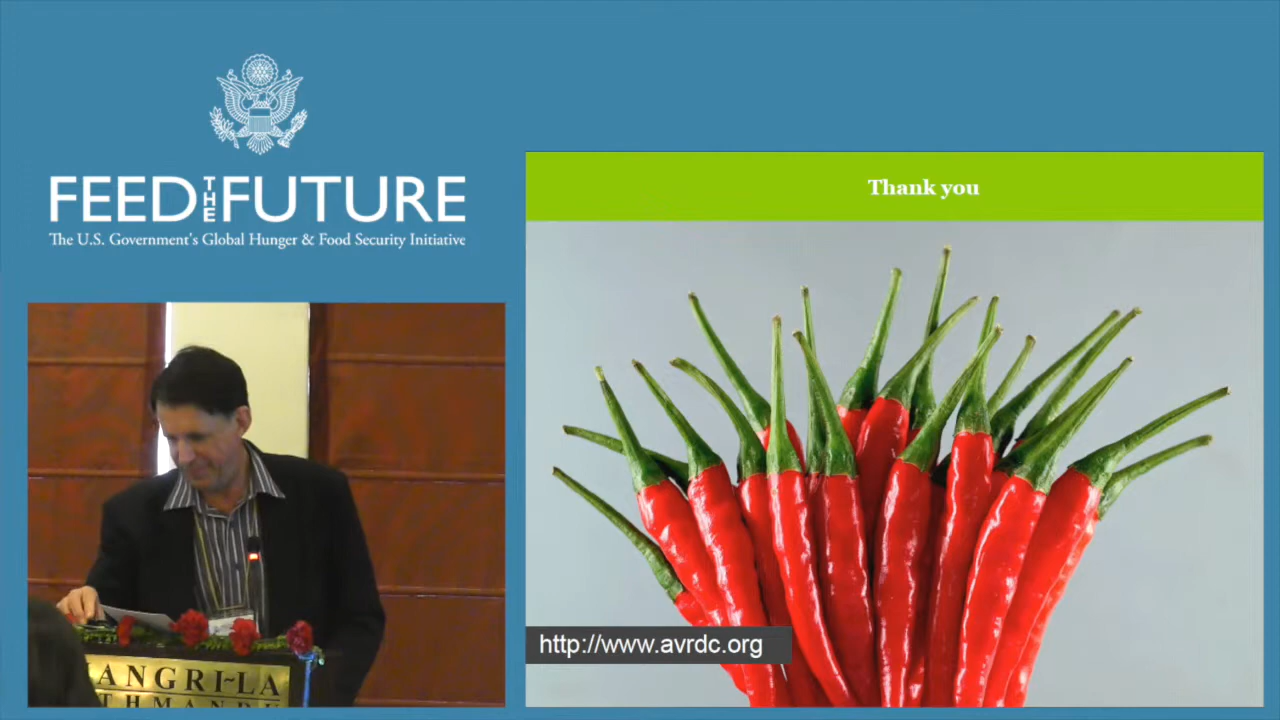 FEED THE FUTURE
The U.S. Government's Global Hunger & Food Security Initiative
Thank you
http://www.avrdc.org
ANGRI~LA
THMANDU